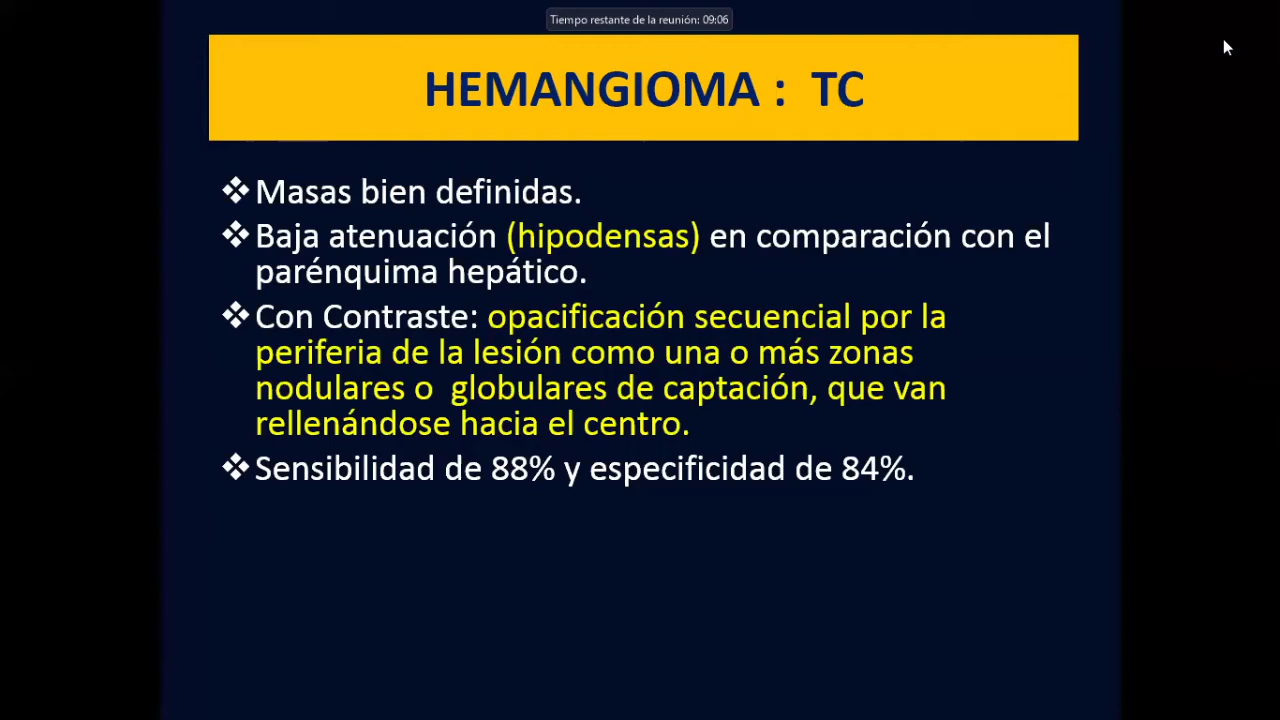 Tiempo restante de la reunión: 09:06
HEMANGIOMA : TC
❖Masas bien definidas.
❖Baja atenuación (hipodensas) en comparación con el
parénquima hepático.
❖Con Contraste: opacificación secuencial por la
periferia de la lesión como una o más zonas
nodulares o globulares de captación, que van
rellenándose hacia el centro.
❖Sensibilidad de 88% y especificidad de 84%.